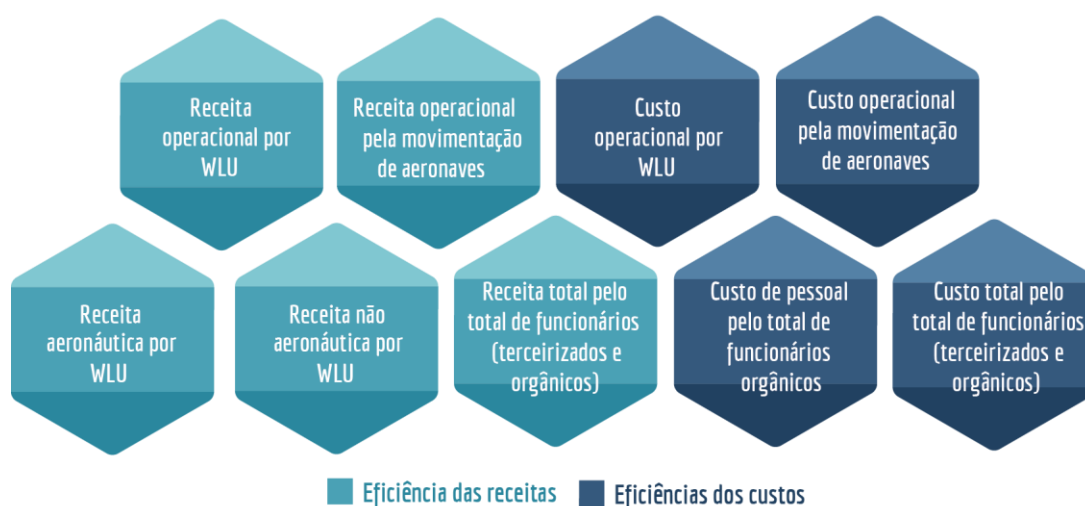 Receita
operacional por
WLU
Receita operacional
pela movimentação
de aeronaves
Custo
operacional por
WLU
Custo operacional
pela movimentação
de aeronaves
Receita
aeronáutica por
WLU
Receita não
aeronáutica por
WLU
Receita total pelo
total de funcionários
(terceirizados e
orgânicos)
Custo de pessoal
pelo total de
funcionários
orgânicos
Custo total pelo
total de funcionários
(terceirizados e
orgânicos)
Eficiência das receitas
Eficiências dos custos